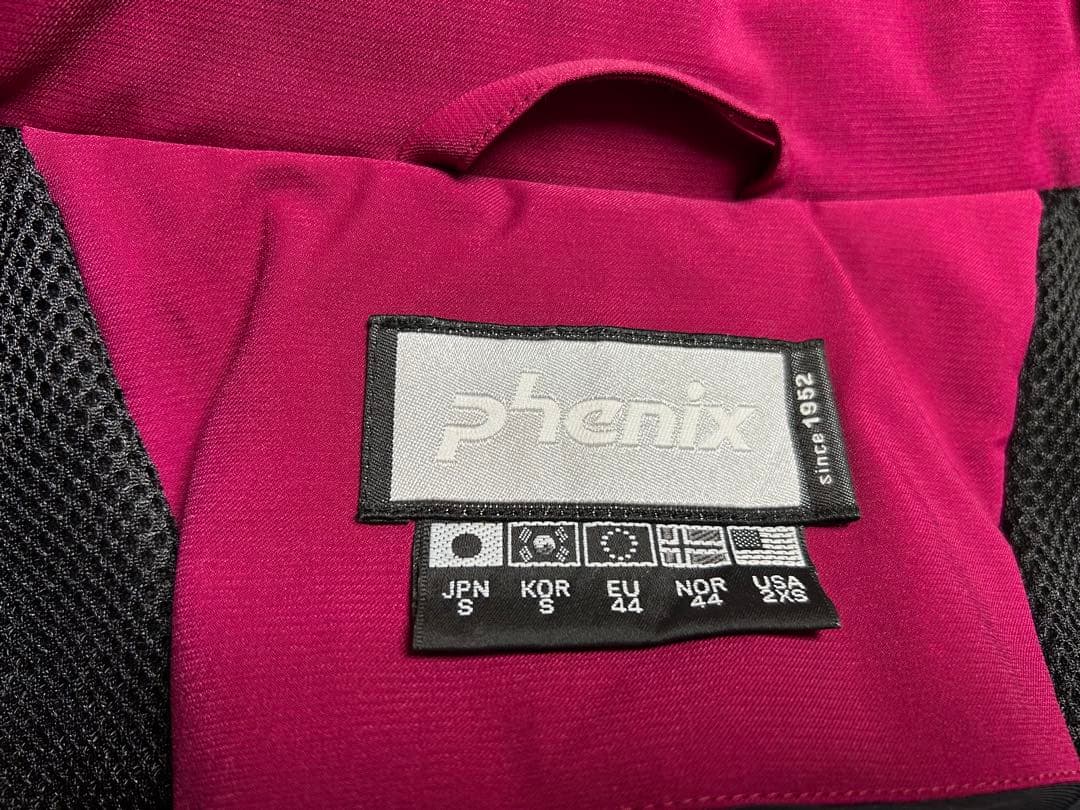 phenix
since 1952
JPN KOR EU NOR USA
S S 44 44 2XS